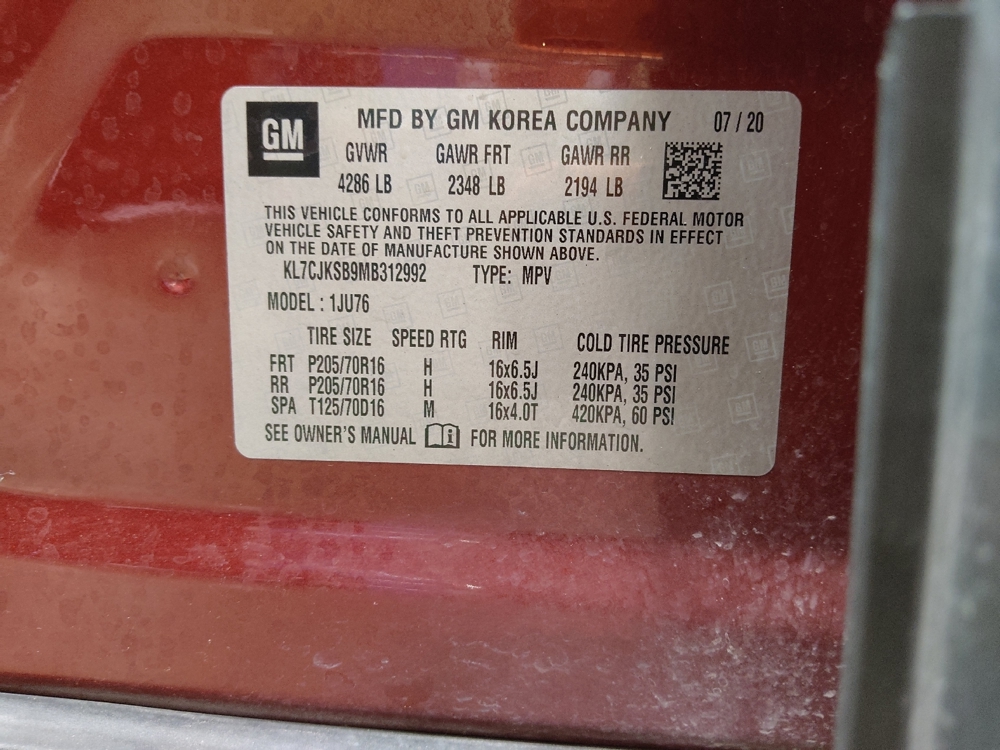 GM
MFD BY GM KOREA COMPANY 07 / 20
GVWR GAWR FRT GAWR RR
4286 LB 2348 LB 2194 LB
THIS VEHICLE CONFORMS TO ALL APPLICABLE U.S. FEDERAL MOTOR
VEHICLE SAFETY AND THEFT PREVENTION STANDARDS IN EFFECT
ON THE DATE OF MANUFACTURE SHOWN ABOVE.
KL7CJKSB9MB312992 TYPE: MPV
MODEL : 1JU76
TIRE SIZE SPEED RTG RIM COLD TIRE PRESSURE
FRT P205/70R16 H 16x6.5J 240KPA, 35 PSI
RR P205/70R16 H 16x6.5J 240KPA, 35 PSI
SPA T125/70D16 M 16x4.0T 420KPA, 60 PSI
SEE OWNER'S MANUAL i FOR MORE INFORMATION.